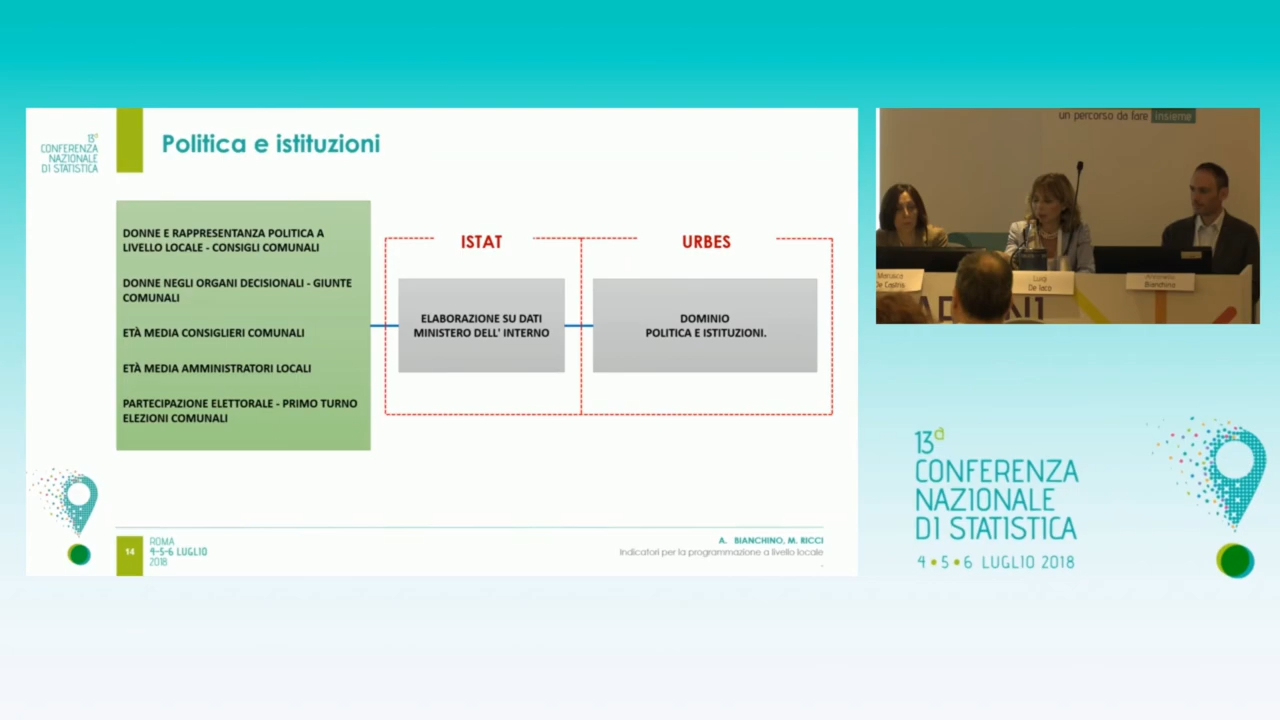 13ª
CONFERENZA
NAZIONALE
DI STATISTICA
Politica e istituzioni
DONNE E RAPPRESENTANZA POLITICA A
LIVELLO LOCALE - CONSIGLI COMUNALI
DONNE NEGLI ORGANI DECISIONALI - GIUNTE
COMUNALI
ETÀ MEDIA CONSIGLIERI COMUNALI
ETÀ MEDIA AMMINISTRATORI LOCALI
PARTECIPAZIONE ELETTORALE - PRIMO TURNO
ELEZIONI COMUNALI
ISTAT
ELABORAZIONE SU DATI
MINISTERO DELL' INTERNO
URBES
DOMINIO
POLITICA E ISTITUZIONI.
14
ROMA
4-5-6 LUGLIO
2018
A. BIANCHINO, M. RICCI
Indicatori per la programmazione a livello locale
un percorso da fare insieme
De Iaco
Bianchino
13ª
CONFERENZA
NAZIONALE
DI STATISTICA
4•5•6 LUGLIO 2018